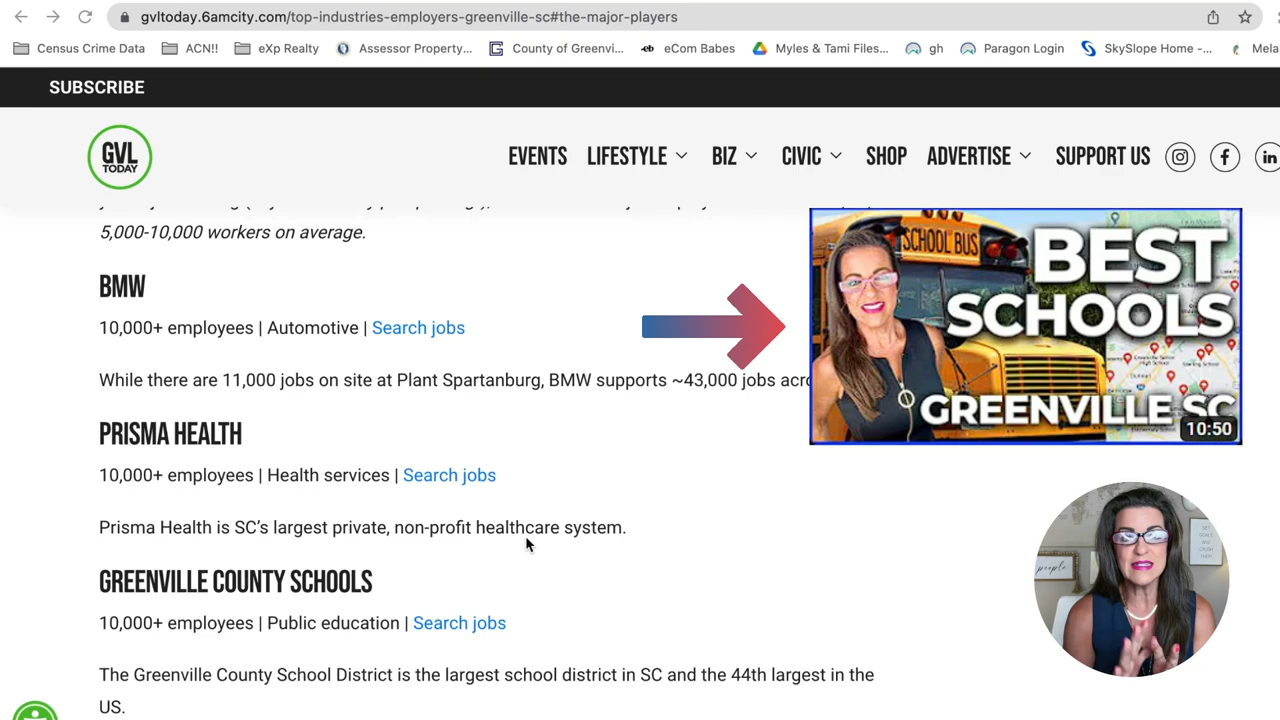 gvltoday.6amcity.com/top-industries-employers-greenville-sc#the-major-players
Census Crime Data ACN!! eXp Realty Assessor Property... County of Greenvi... eCom Babes Myles & Tami Files... gh Paragon Login SkySlope Home -... Mela
SUBSCRIBE
GVL
TODAY
EVENTS LIFESTYLE BIZ CIVIC SHOP ADVERTISE SUPPORT US
5,000-10,000 workers on average.
BMW
10,000+ employees | Automotive | Search jobs
While there are 11,000 jobs on site at Plant Spartanburg, BMW supports ~43,000 jobs acro
PRISMA HEALTH
10,000+ employees | Health services | Search jobs
Prisma Health is SC's largest private, non-profit healthcare system.
GREENVILLE COUNTY SCHOOLS
10,000+ employees | Public education | Search jobs
The Greenville County School District is the largest school district in SC and the 44th largest in the
US.
SCHOOL BUS
BEST
SCHOOLS
GREENVILLE SC
10:50
people